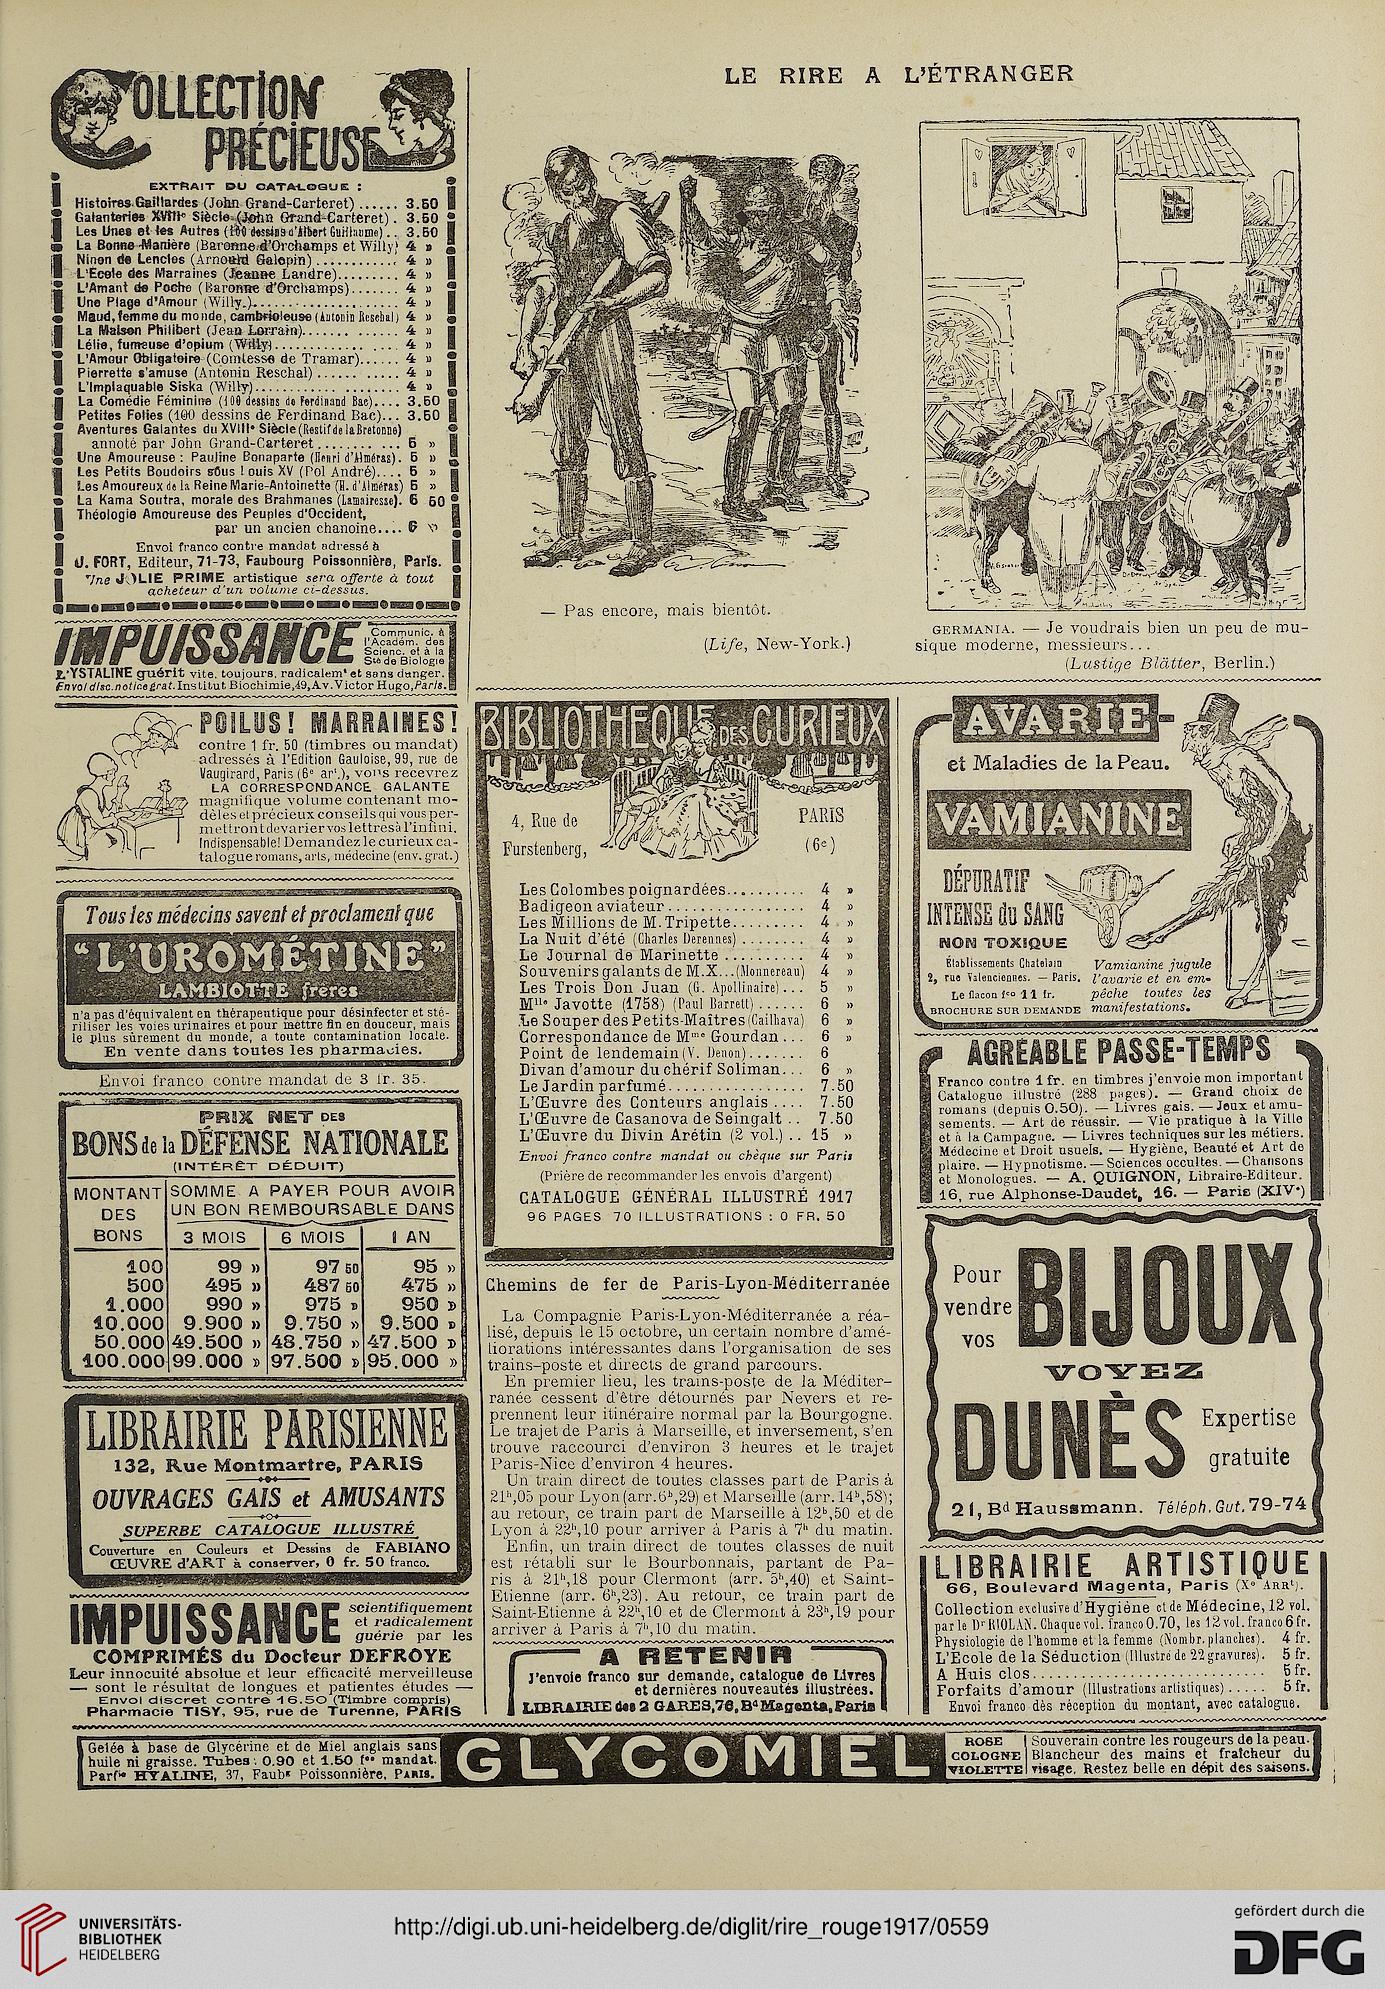 COLLECTION
PRÉCIEUSE
EXTRAIT DU CATALOGUE :
Histoires Gaillardes (John Grand-Carteret) ...... 3.50
Galanteries XVIIIe Siècle (John Grand-Carteret) . 3.50
Les Unes et les Autres (100 dessins d'Albert Guillaume) .. 3.50
La Bonne Manière (Baronne d'Orchamps et Willy) 4 »
Ninon de Lenclos (Arnould Galopin) ............ 4 »
L'École des Marraines (Jeanne Landre) ......... 4 »
L'Amant de Poche (Baronne d'Orchamps) ....... 4 »
Une Plage d'Amour (Willy.) .................... 4 »
Maud, femme du monde, cambrioleuse (Antonin Reschal) 4 »
La Maison Philibert (Jean Lorrain) ............. 4 »
Lélie, fumeuse d'opium (Willy) ................. 4 »
L'Amour Obligatoire (Comtesse de Tramar) ...... 4 »
Pierrette s'amuse (Antonin Reschal) ............ 4 »
L'Implaquable Siska (Willy) .................... 4 »
La Comédie Féminine (100 dessins de Ferdinand Bac) .... 3.50
Petites Folies (100 dessins de Ferdinand Bac) ... 3.50
Aventures Galantes du XVIIIe Siècle (Restif de la Bretonne)
annoté par John Grand-Carteret ............ 5 »
Une Amoureuse : Pauline Bonaparte (Henri d'Alméras) . 5 »
Les Petits Boudoirs sous Louis XV (Pol André) .... 5 »
Les Amoureux de la Reine Marie-Antoinette (H. d'Alméras) 5 »
La Kama Soutra, morale des Brahmanes (Lamairesse) . 6 50
Théologie Amoureuse des Peuples d'Occident,
par un ancien chanoine .... 6 »
Envoi franco contre mandat adressé à
J. FORT, Editeur, 71-73, Faubourg Poissonnière, Paris.
Une JOLIE PRIME artistique sera offerte à tout
acheteur d'un volume ci-dessus.
IMPUISSANCE
Communic. à
l'Académ. des
Scienc. et à la
Sté de Biologie
L'YSTALINE guérit vite, toujours, radicalemt et sans danger.
Envoi disc. notice grat. Institut Biochimie, 49, Av. Victor Hugo, Paris.
POILUS! MARRAINES!
contre 1 fr. 50 (timbres ou mandat)
adressés à l'Edition Gauloise, 99, rue de
Vaugirard, Paris (6e art.), vous recevrez
LA CORRESPONDANCE GALANTE
magnifique volume contenant mo-
dèles et précieux conseils qui vous per-
mettront de varier vos lettres à l'infini.
Indispensable! Demandez le curieux ca-
talogue romans, arts, médecine (env. grat.)
Tous les médecins savent et proclament que
"L'UROMÉTINE"
LAMBIOTTE frères
n'a pas d'équivalent en thérapeutique pour désinfecter et sté-
riliser les voies urinaires et pour mettre fin en douceur, mais
le plus sûrement du monde, à toute contamination locale.
En vente dans toutes les pharmacies.
Envoi franco contre mandat de 3 fr. 35.
PRIX NET DES
BONS de la DÉFENSE NATIONALE
(INTÉRÊT DÉDUIT)
MONTANT DES BONS
SOMME A PAYER POUR AVOIR
UN BON REMBOURSABLE DANS
3 MOIS 6 MOIS 1 AN
100 99 » 97 50 95 »
500 495 » 487 50 475 »
1.000 990 » 975 » 950 »
10.000 9.900 » 9.750 » 9.500 »
50.000 49.500 » 48.750 » 47.500 »
100.000 99.000 » 97.500 » 95.000 »
LIBRAIRIE PARISIENNE
132, Rue Montmartre, PARIS
OUVRAGES GAIS et AMUSANTS
SUPERBE CATALOGUE ILLUSTRÉ
Couverture en Couleurs et Dessins de FABIANO
ŒUVRE d'ART à conserver, 0 fr. 50 franco.
IMPUISSANCE
scientifiquement
et radicalement
guérie par les
COMPRIMÉS du Docteur DEFROYE
Leur innocuité absolue et leur efficacité merveilleuse
— sont le résultat de longues et patientes études —
Envoi discret contre 16.50 (Timbre compris)
Pharmacie TISY, 95, rue de Turenne, PARIS
LE RIRE A L'ÉTRANGER
— Pas encore, mais bientôt.
(Life, New-York.)
GERMANIA. — Je voudrais bien un peu de mu-
sique moderne, messieurs...
(Lustige Blätter, Berlin.)
BIBLIOTHEQUE DES CURIEUX
4, Rue de
Furstenberg,
PARIS
(6e)
Les Colombes poignardées .......... 4 »
Badigeon aviateur ................. 4 »
Les Millions de M. Tripette ......... 4 »
La Nuit d'été (Charles Derennes) ........ 4 »
Le Journal de Marinette .......... 4 »
Souvenirs galants de M. X... (Monnereau) 4 »
Les Trois Don Juan (G. Apollinaire) ... 5 »
Mlle Javotte (1758) (Paul Barrett) ...... 6 »
Le Souper des Petits-Maîtres (Cailhava) 6 »
Correspondance de Mme Gourdan ... 6 »
Point de lendemain (V. Denon) ....... 6
Divan d'amour du chérif Soliman ... 6 »
Le Jardin parfumé ................. 7.50
L'Œuvre des Conteurs anglais .... 7.50
L'Œuvre de Casanova de Seingalt .. 7.50
L'Œuvre du Divin Arétin (2 vol.) .. 15 »
Envoi franco contre mandat ou chèque sur Paris
(Prière de recommander les envois d'argent)
CATALOGUE GÉNÉRAL ILLUSTRÉ 1917
96 PAGES 70 ILLUSTRATIONS : 0 FR. 50
Chemins de fer de Paris-Lyon-Méditerranée
La Compagnie Paris-Lyon-Méditerranée a réa-
lisé, depuis le 15 octobre, un certain nombre d'amé-
liorations intéressantes dans l'organisation de ses
trains-poste et directs de grand parcours.
En premier lieu, les trains-poste de la Méditer-
ranée cessent d'être détournés par Nevers et re-
prennent leur itinéraire normal par la Bourgogne.
Le trajet de Paris à Marseille, et inversement, s'en
trouve raccourci d'environ 3 heures et le trajet
Paris-Nice d'environ 4 heures.
Un train direct de toutes classes part de Paris à
21h,05 pour Lyon (arr. 6h,29) et Marseille (arr. 14h,58);
au retour, ce train part de Marseille à 12h,50 et de
Lyon à 22h,10 pour arriver à Paris à 7h du matin.
Enfin, un train direct de toutes classes de nuit
est rétabli sur le Bourbonnais, partant de Pa-
ris à 21h,18 pour Clermont (arr. 5h,40) et Saint-
Etienne (arr. 6h,23). Au retour, ce train part de
Saint-Etienne à 22h,10 et de Clermont à 23h,19 pour
arriver à Paris à 7h,10 du matin.
A RETENIR
J'envoie franco sur demande, catalogue de Livres
et dernières nouveautés illustrées.
LIBRAIRIE des 2 GARES, 76, Bd Magenta, Paris
AVARIE
et Maladies de la Peau.
VAMIANINE
DÉPURATIF
INTENSE du SANG
NON TOXIQUE
Établissements Chatelain
2, rue Valenciennes. — Paris.
Le flacon fco 11 fr.
BROCHURE SUR DEMANDE
Vamianine jugule
l'avarie et en em-
pêche toutes les
manifestations.
AGRÉABLE PASSE-TEMPS
Franco contre 1 fr. en timbres j'envoie mon important
Catalogue illustré (288 pages). — Grand choix de
romans (depuis 0.50). — Livres gais. — Jeux et amu-
sements. — Art de réussir. — Vie pratique à la Ville
et à la Campagne. — Livres techniques sur les métiers.
Médecine et Droit usuels. — Hygiène, Beauté et Art de
plaire. — Hypnotisme. — Sciences occultes. — Chansons
et Monologues. — A. QUIGNON, Libraire-Editeur.
16, rue Alphonse-Daudet, 16. — Paris (XIVe)
Pour
vendre
vos
BIJOUX
VOYEZ
DUNÈS
Expertise
gratuite
21, Bd Haussmann. Téléph. Gut. 79-74
LIBRAIRIE ARTISTIQUE
66, Boulevard Magenta, Paris (Xe ARRt).
Collection exclusive d'Hygiène et de Médecine, 12 vol.
par le Dr RIOLAN. Chaque vol. franco 0.70, les 12 vol. franco 6 fr.
Physiologie de l'homme et la femme (Nombr. planches). 4 fr.
L'Ecole de la Séduction (Illustré de 22 gravures). 5 fr.
A Huis clos ............................ 5 fr.
Forfaits d'amour (Illustrations artistiques) ..... 5 fr.
Envoi franco dès réception du montant, avec catalogue.
Gelée à base de Glycérine et de Miel anglais sans
huile ni graisse. Tubes : 0,90 et 1.50 fco mandat.
Parfie HYALINE, 37, Faubg Poissonnière, PARIS.
GLYCOMIEL
ROSE
COLOGNE
VIOLETTE
Souverain contre les rougeurs de la peau.
Blancheur des mains et fraîcheur du
visage. Restez belle en dépit des saisons.
UNIVERSITÄTS-
BIBLIOTHEK
HEIDELBERG
http://digi.ub.uni-heidelberg.de/diglit/rire_rouge1917/0559
gefördert durch die
DFG